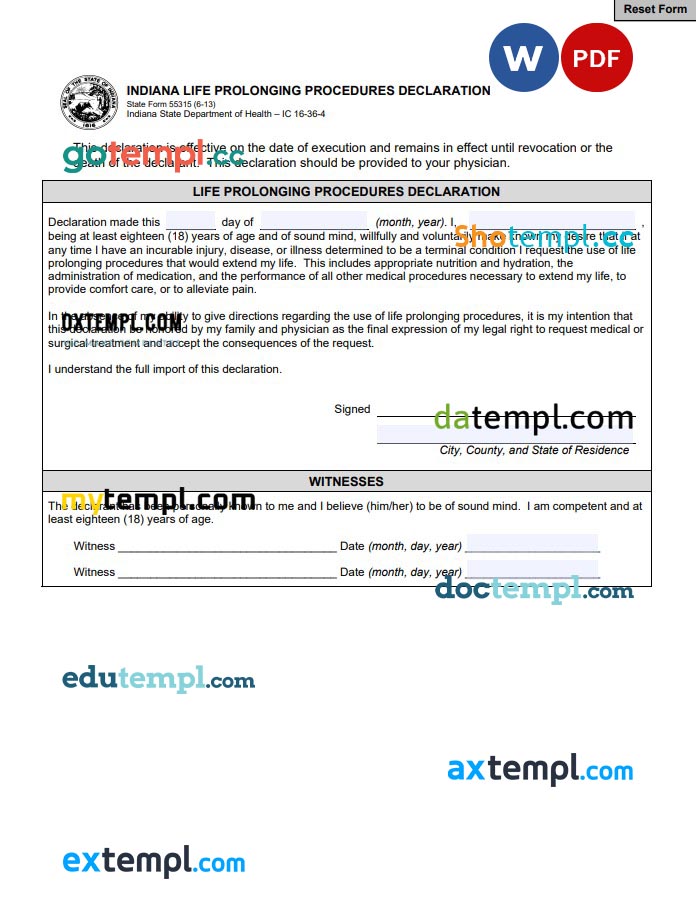 Reset Form
W PDF
SEAL OF THE STATE OF INDIANA
1816
INDIANA LIFE PROLONGING PROCEDURES DECLARATION
State Form 55315 (6-13)
Indiana State Department of Health – IC 16-36-4
This declaration is effective on the date of execution and remains in effect until revocation or the
gotempl.cc
death of the declarant. This declaration should be provided to your physician.
LIFE PROLONGING PROCEDURES DECLARATION
Declaration made this day of (month, year). I, ,
being at least eighteen (18) years of age and of sound mind, willfully and voluntarily make known my desire that if at
Shotempl.cc
any time I have an incurable injury, disease, or illness determined to be a terminal condition I request the use of life
prolonging procedures that would extend my life. This includes appropriate nutrition and hydration, the
administration of medication, and the performance of all other medical procedures necessary to extend my life, to
provide comfort care, or to alleviate pain.
In the absence of my ability to give directions regarding the use of life prolonging procedures, it is my intention that
OXTEMPL.COM
this declaration be honored by my family and physician as the final expression of my legal right to request medical or
surgical treatment and accept the consequences of the request.
I understand the full import of this declaration.
Signed
datempl.com
City, County, and State of Residence
WITNESSES
mytempl.com
The declarant has been personally known to me and I believe (him/her) to be of sound mind. I am competent and at
least eighteen (18) years of age.
Witness ___________________________________ Date (month, day, year)
Witness ___________________________________ Date (month, day, year)
doctempl.com
edutempl.com
axtempl.com
extempl.com